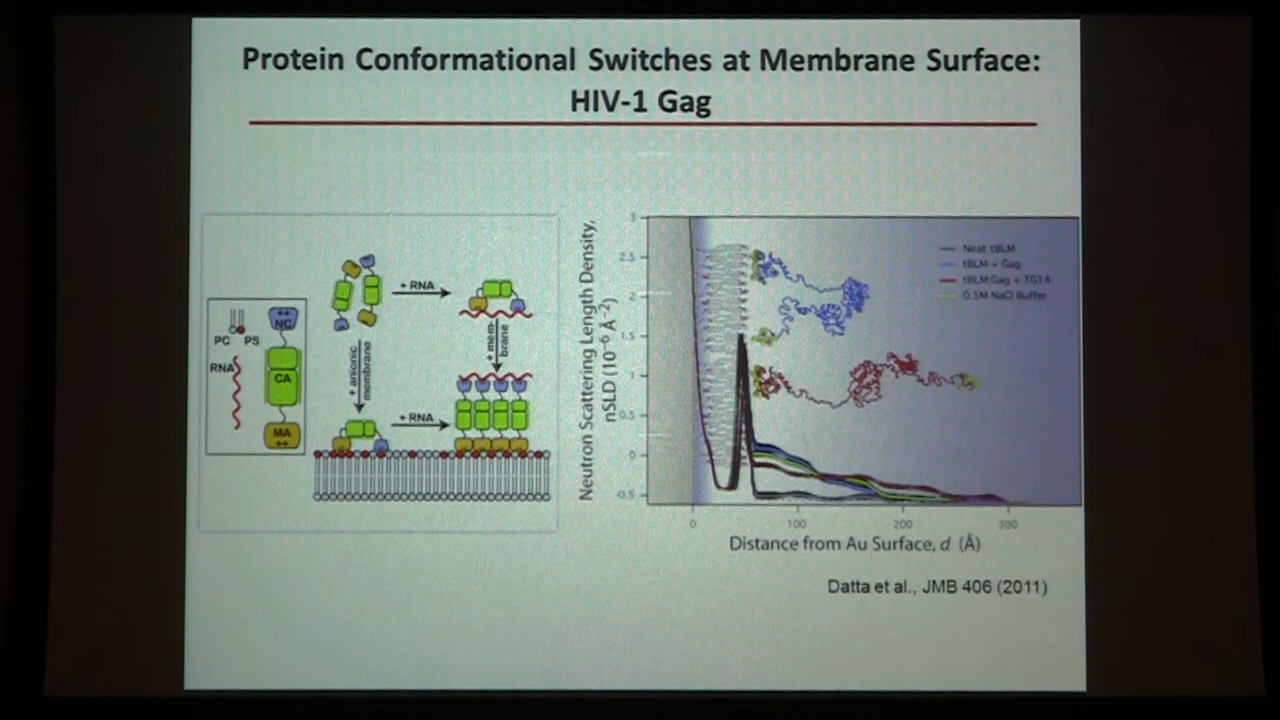 Protein Conformational Switches at Membrane Surface:
HIV-1 Gag
PC PS
RNA
++
NC
CA
MA
++
+ RNA
+ anionic
membrane
+ mem-
brane
+ RNA
Neutron Scattering Length Density,
nSLD (10⁻⁶ Å⁻²)
3
2.5
2
1.5
1
0.5
0
-0.5
0 100 200 300
Neat tBLM
tBLM + Gag
tBLM:Gag + TG14
0.5M NaCl Buffer
Distance from Au Surface, d (Å)
Datta et al., JMB 406 (2011)